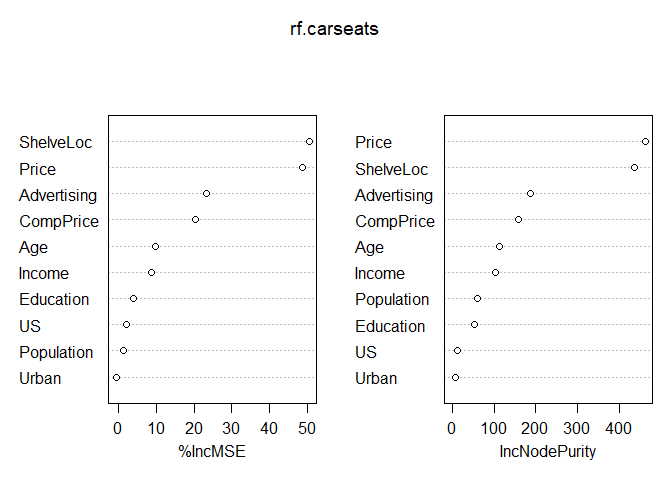 rf.carseats
ShelveLoc
Price
Advertising
CompPrice
Age
Income
Education
US
Population
Urban
0 10 20 30 40 50
%IncMSE
Price
ShelveLoc
Advertising
CompPrice
Age
Income
Population
Education
US
Urban
0 100 200 300 400
IncNodePurity